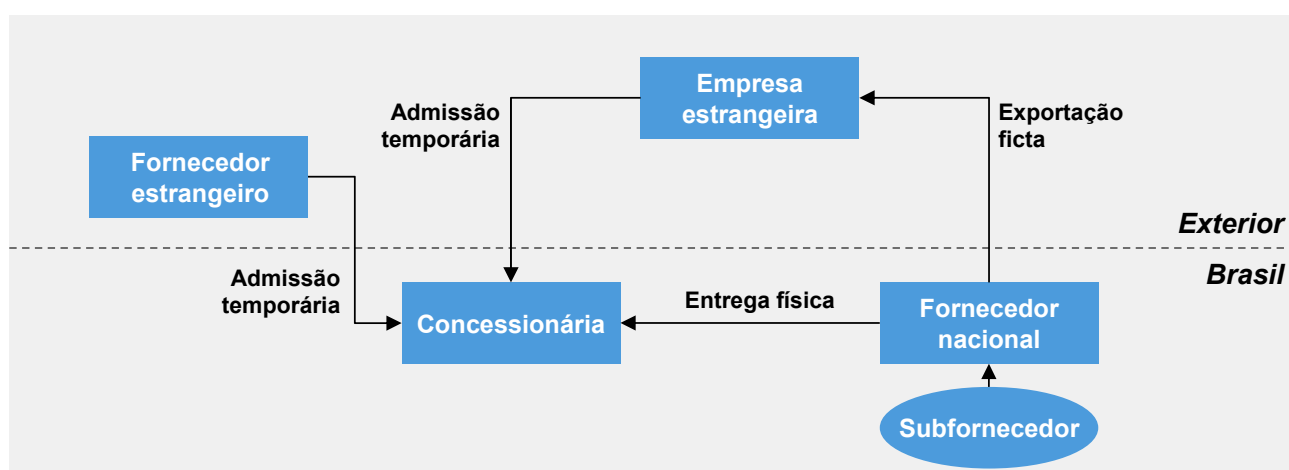 Empresa
estrangeira
Admissão
temporária
Exportação
ficta
Fornecedor
estrangeiro
Exterior
Brasil
Admissão
temporária
Concessionária
Entrega física
Fornecedor
nacional
Subfornecedor